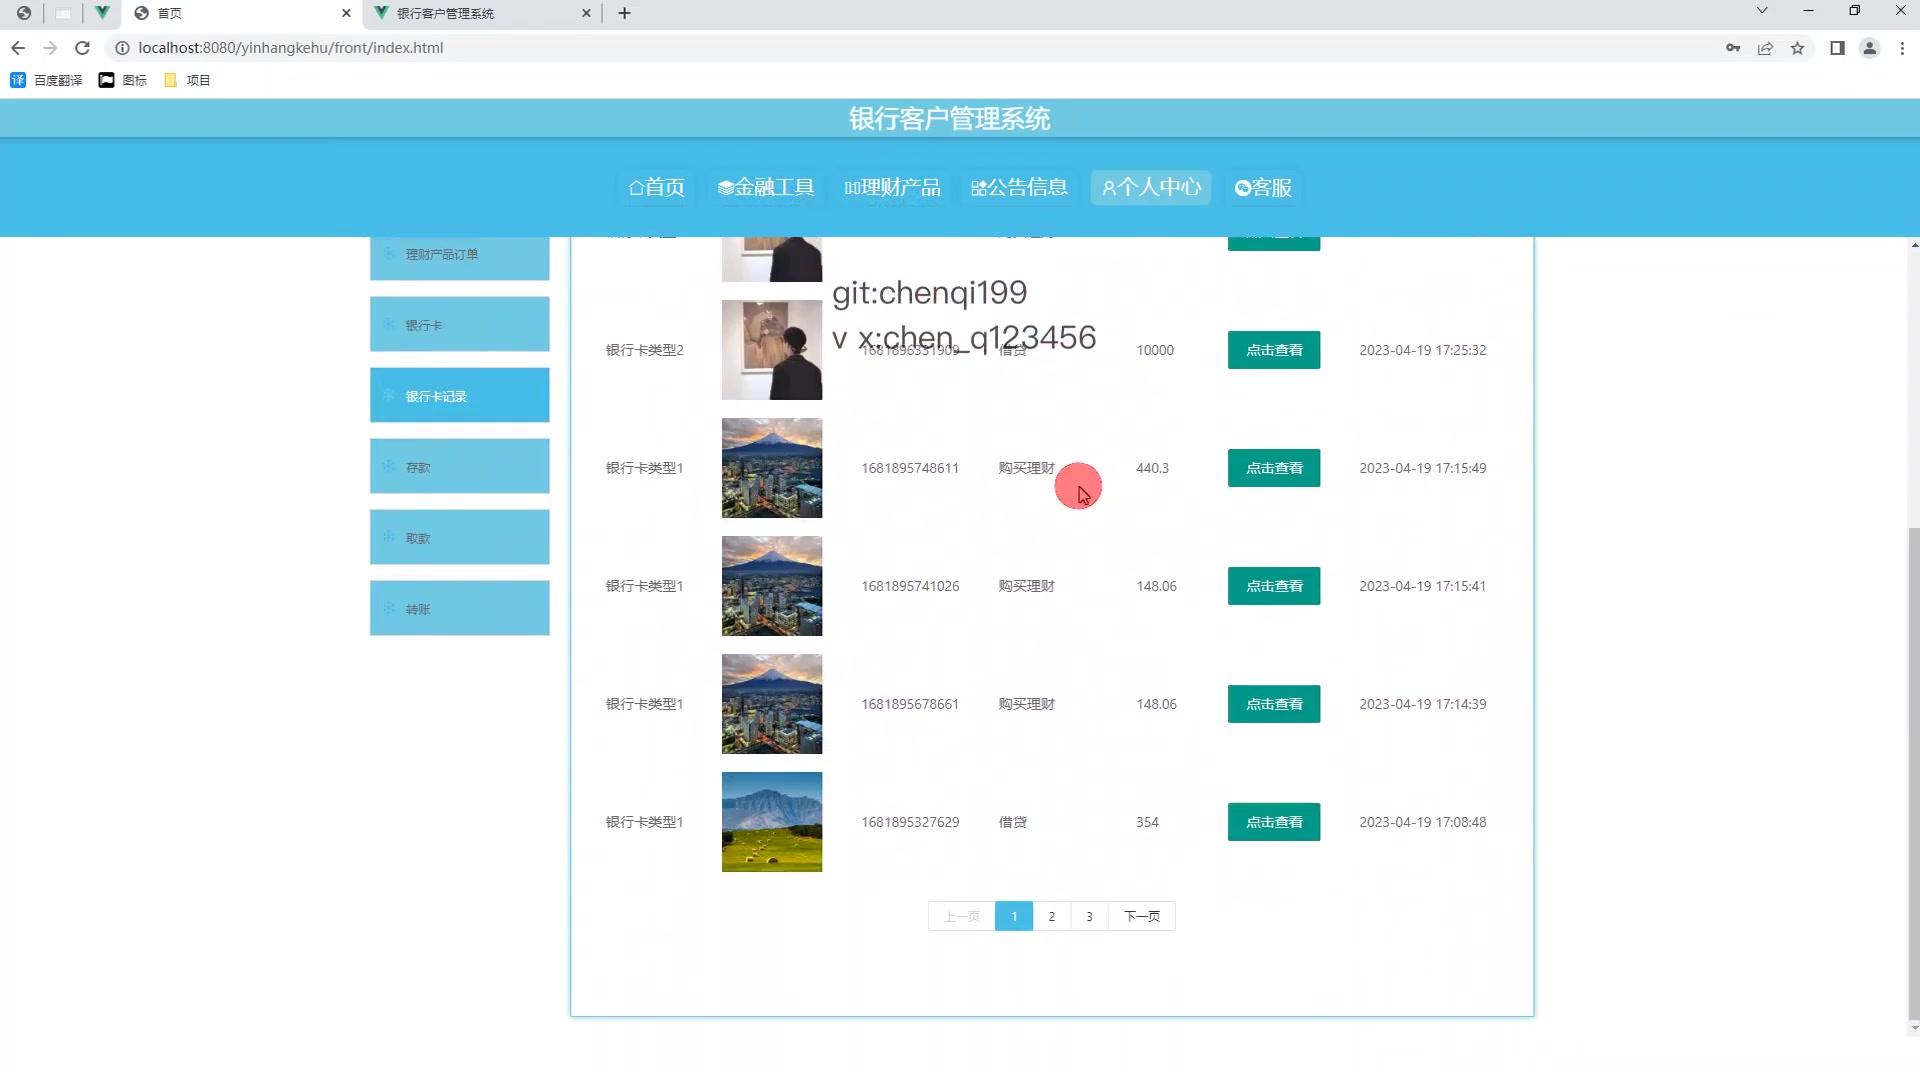 首页
银行客户管理系统
localhost:8080/yinhangkehu/front/index.html
译 百度翻译 图标 项目
银行客户管理系统
首页 金融工具 理财产品 公告信息 个人中心 客服
理财产品订单
银行卡
银行卡记录
存款
取款
转账
git:chenqi199
v x:chen_q123456
银行卡类型2 1681896331909 借贷 10000 点击查看 2023-04-19 17:25:32
银行卡类型1 1681895748611 购买理财 440.3 点击查看 2023-04-19 17:15:49
银行卡类型1 1681895741026 购买理财 148.06 点击查看 2023-04-19 17:15:41
银行卡类型1 1681895678661 购买理财 148.06 点击查看 2023-04-19 17:14:39
银行卡类型1 1681895327629 借贷 354 点击查看 2023-04-19 17:08:48
上一页 1 2 3 下一页